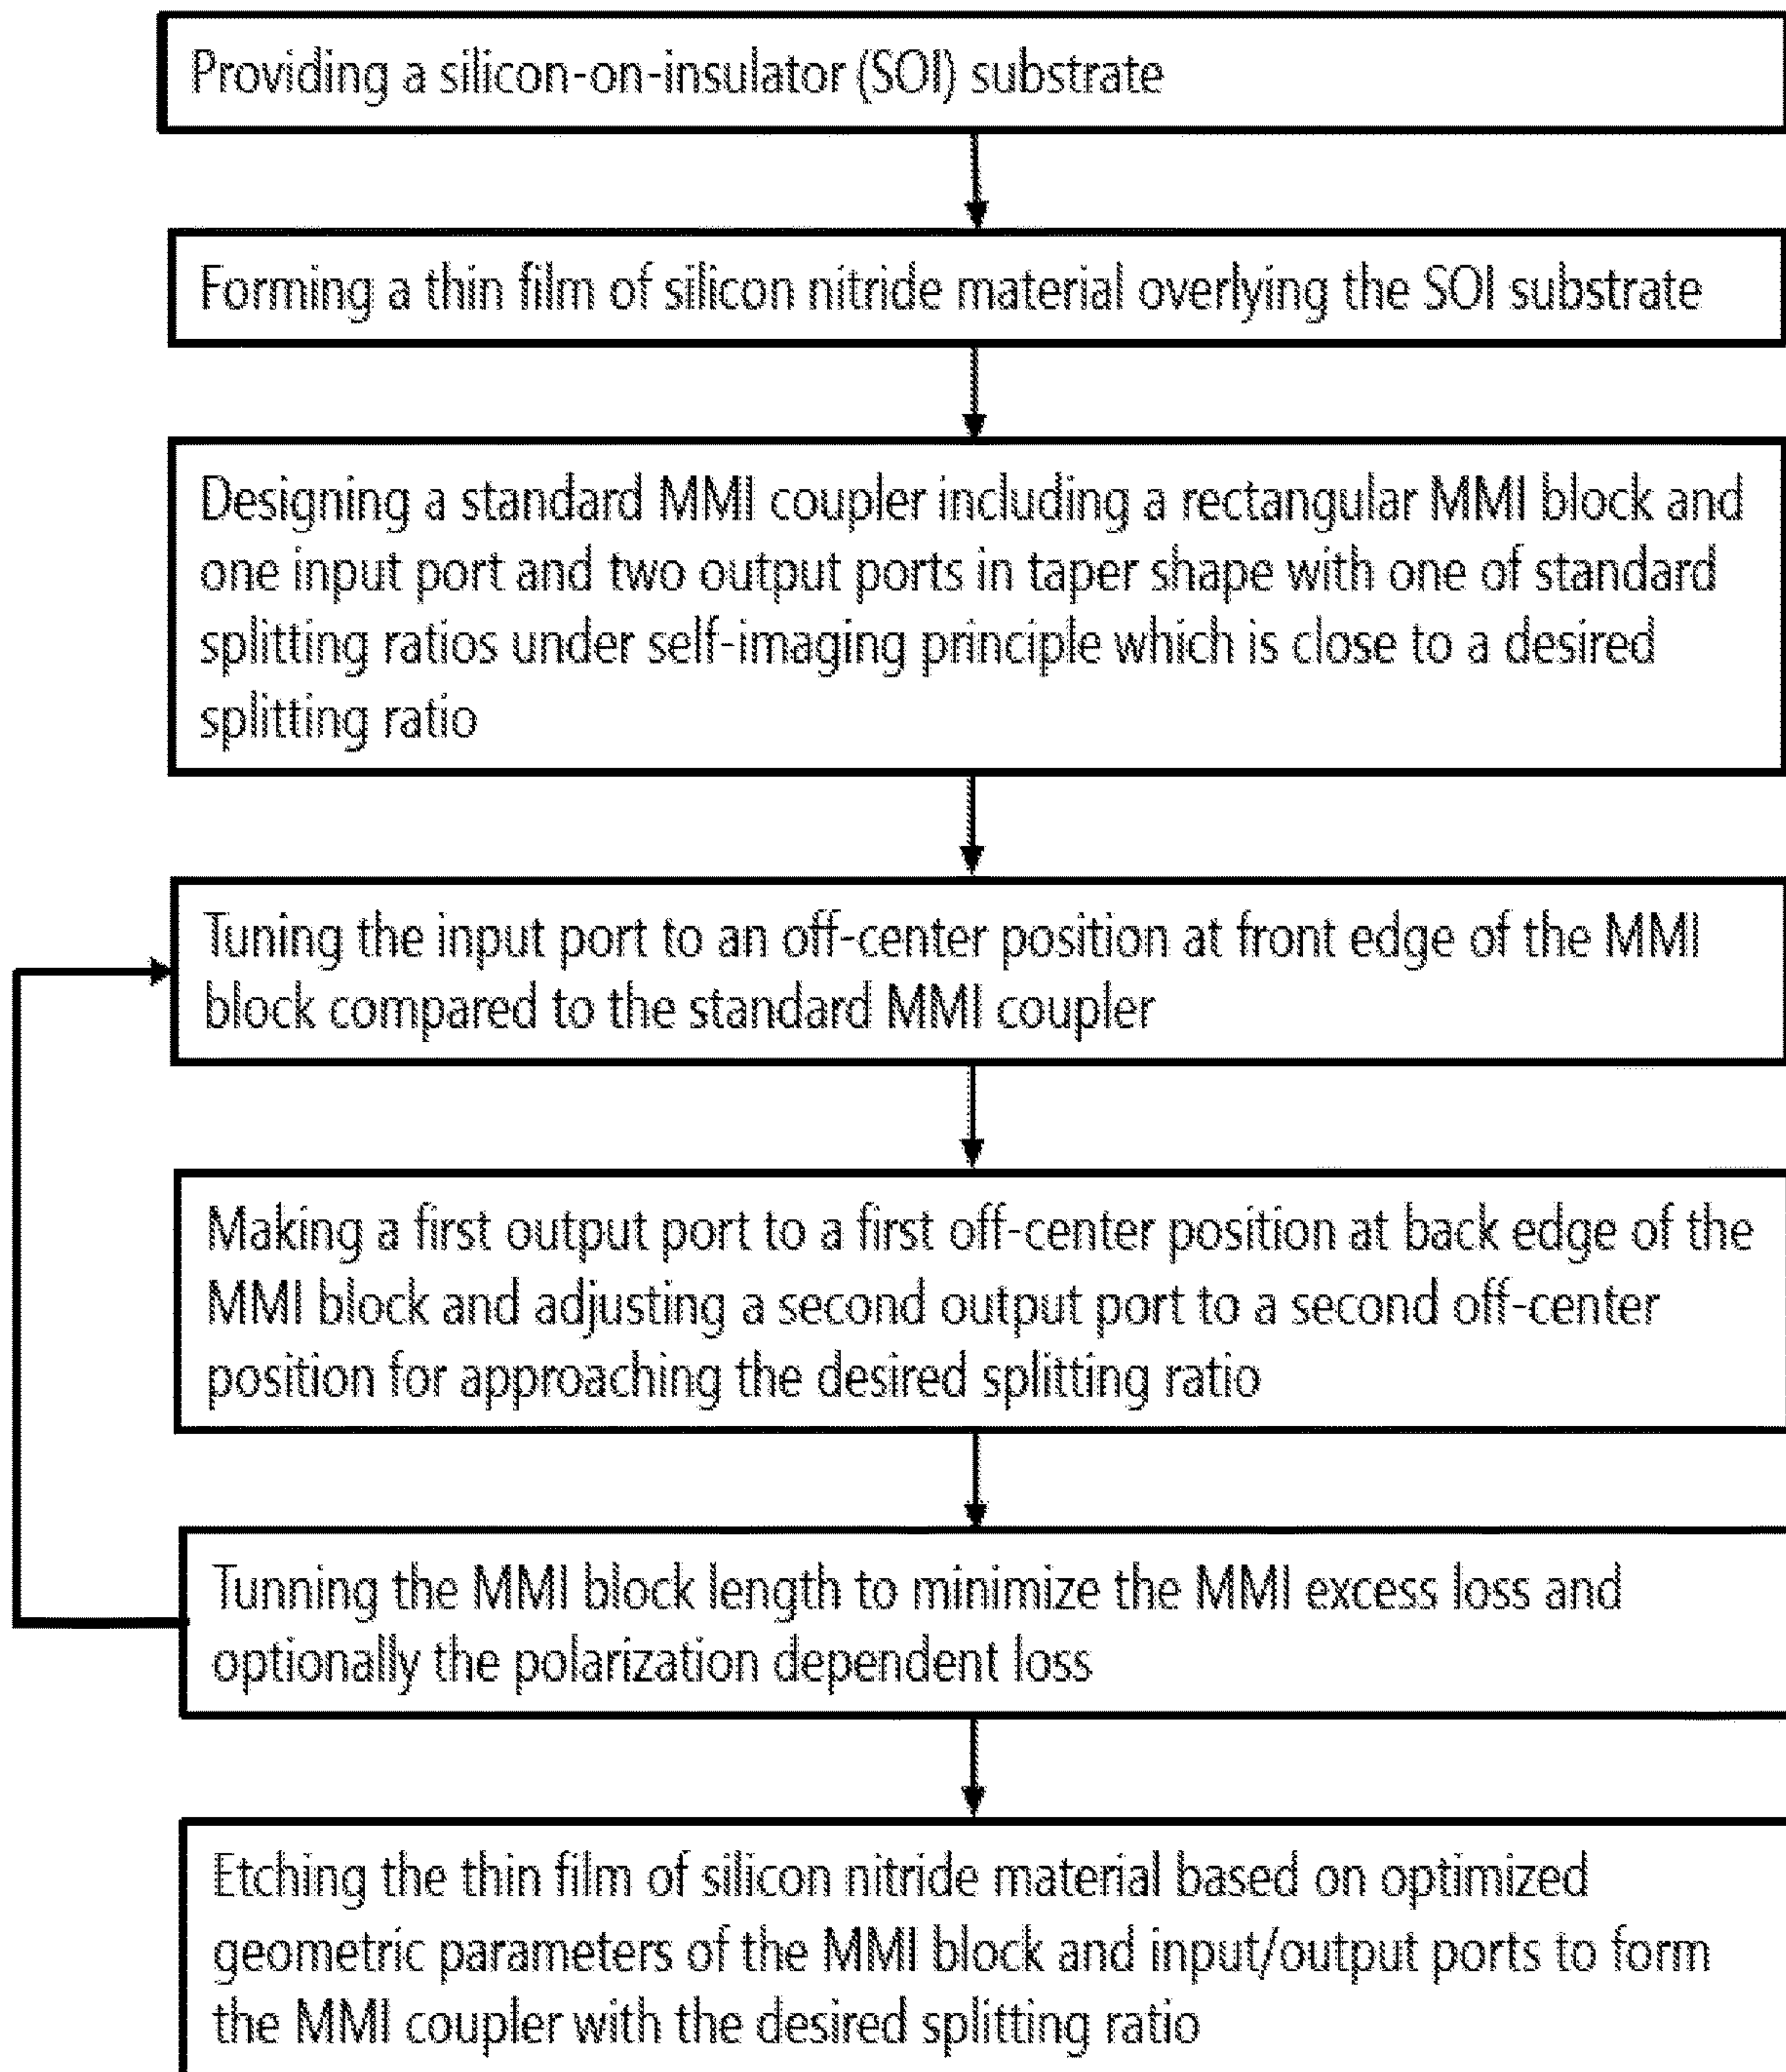 Providing a silicon-on-insulator (SOI) substrate
Forming a thin film of silicon nitride material overlying the SOI substrate
Designing a standard MMI coupler including a rectangular MMI block and
one input port and two output ports in taper shape with one of standard
splitting ratios under self-imaging principle which is close to a desired
splitting ratio
Tuning the input port to an off-center position at front edge of the MMI
block compared to the standard MMI coupler
Making a first output port to a first off-center position at back edge of the
MMI block and adjusting a second output port to a second off-center
position for approaching the desired splitting ratio
Tunning the MMI block length to minimize the MMI excess loss and
optionally the polarization dependent loss
Etching the thin film of silicon nitride material based on optimized
geometric parameters of the MMI block and input/output ports to form
the MMI coupler with the desired splitting ratio